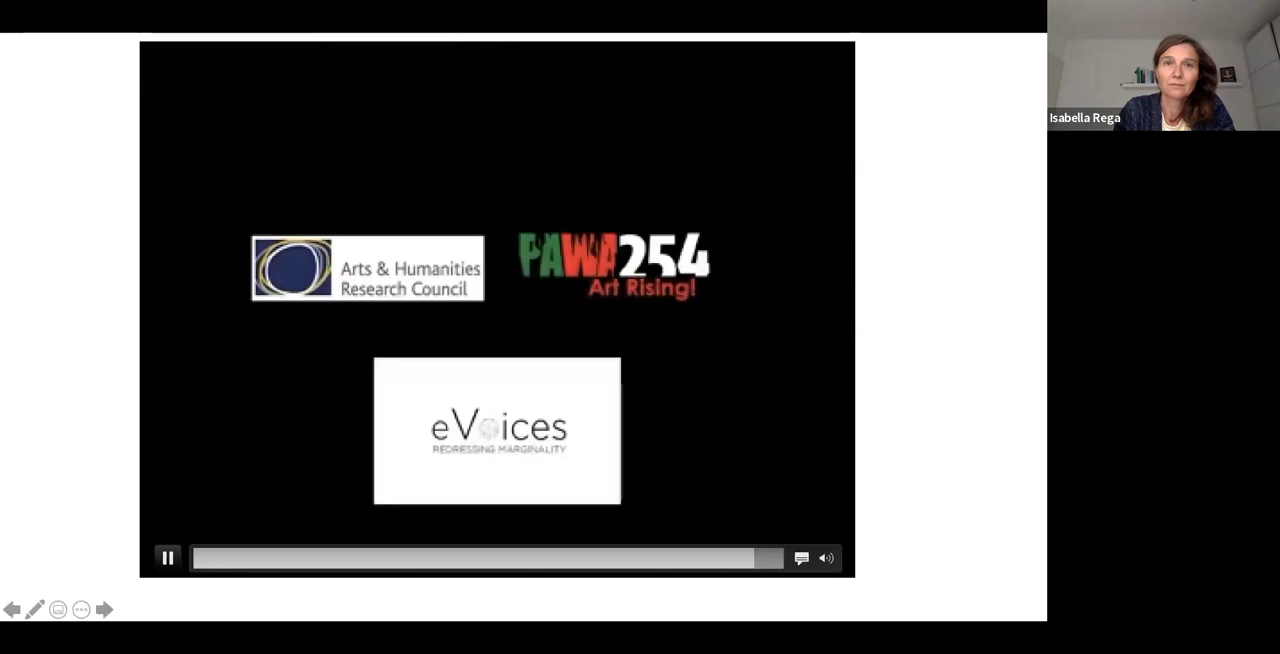 Isabella Rega
Arts & Humanities
Research Council
PAWA254
Art Rising!
eVoices
REDRESSING MARGINALITY